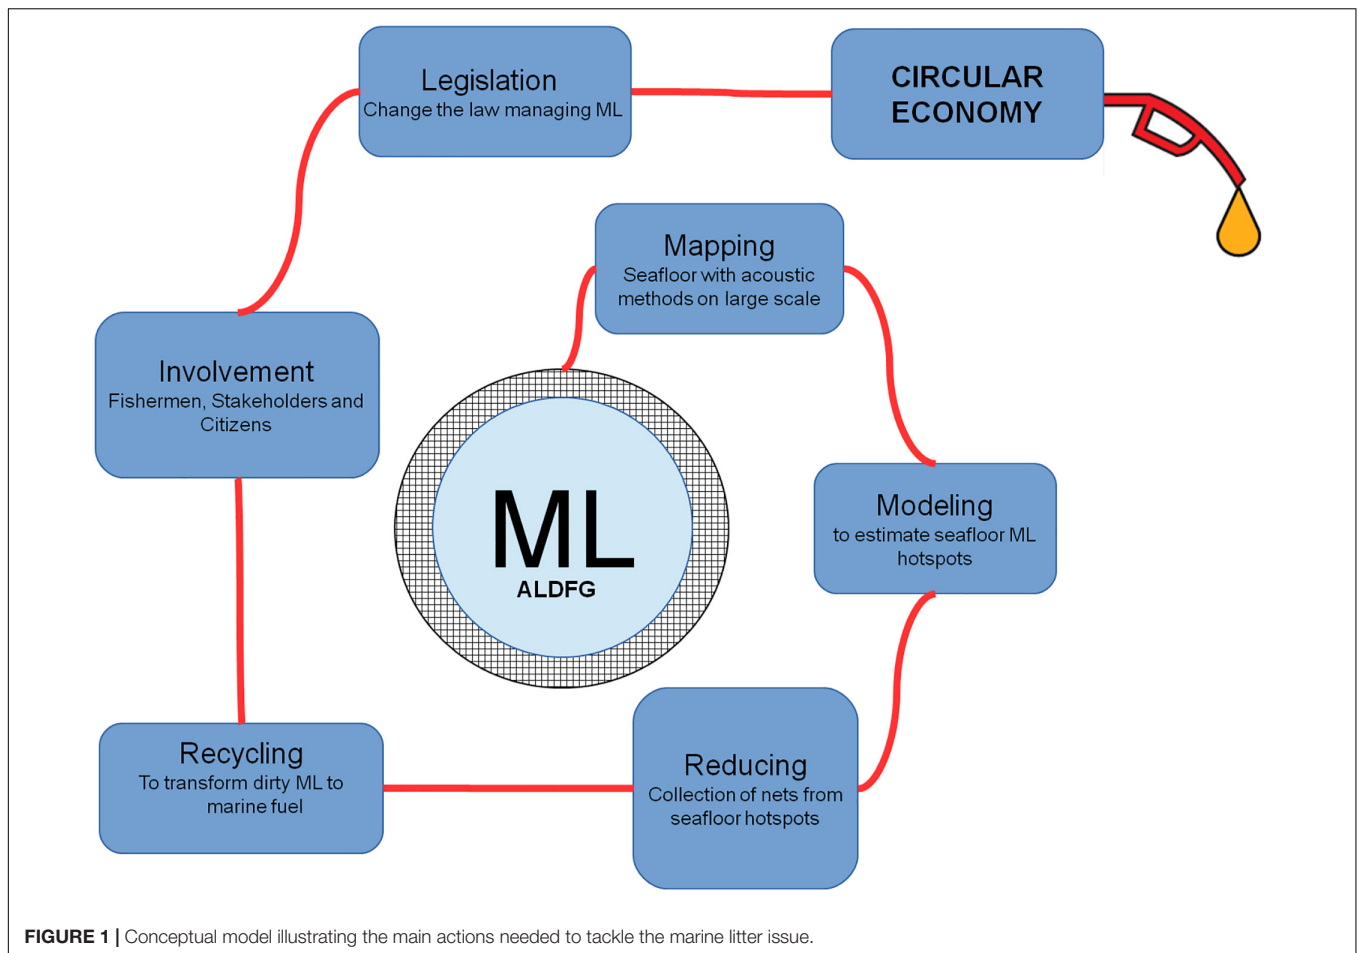 Legislation
Change the law managing ML
CIRCULAR
ECONOMY
Mapping
Seafloor with acoustic
methods on large scale
Involvement
Fishermen, Stakeholders and
Citizens
ML
ALDFG
Modeling
to estimate seafloor ML
hotspots
Recycling
To transform dirty ML to
marine fuel
Reducing
Collection of nets from
seafloor hotspots
FIGURE 1 | Conceptual model illustrating the main actions needed to tackle the marine litter issue.